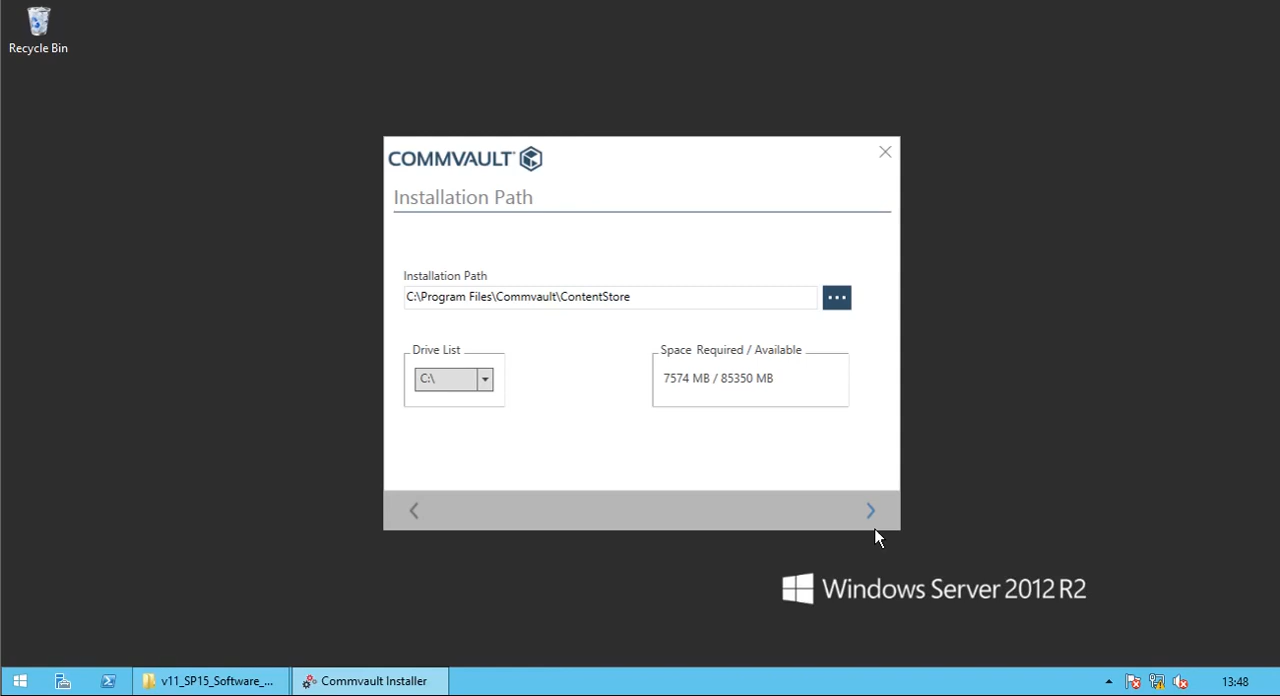 Recycle Bin
COMMVAULT
Installation Path
Installation Path
C:\Program Files\Commvault\ContentStore
Drive List
Space Required / Available
C:\
7574 MB / 85350 MB
Windows Server 2012 R2
v11_SP15_Software_...
Commvault Installer
13:48